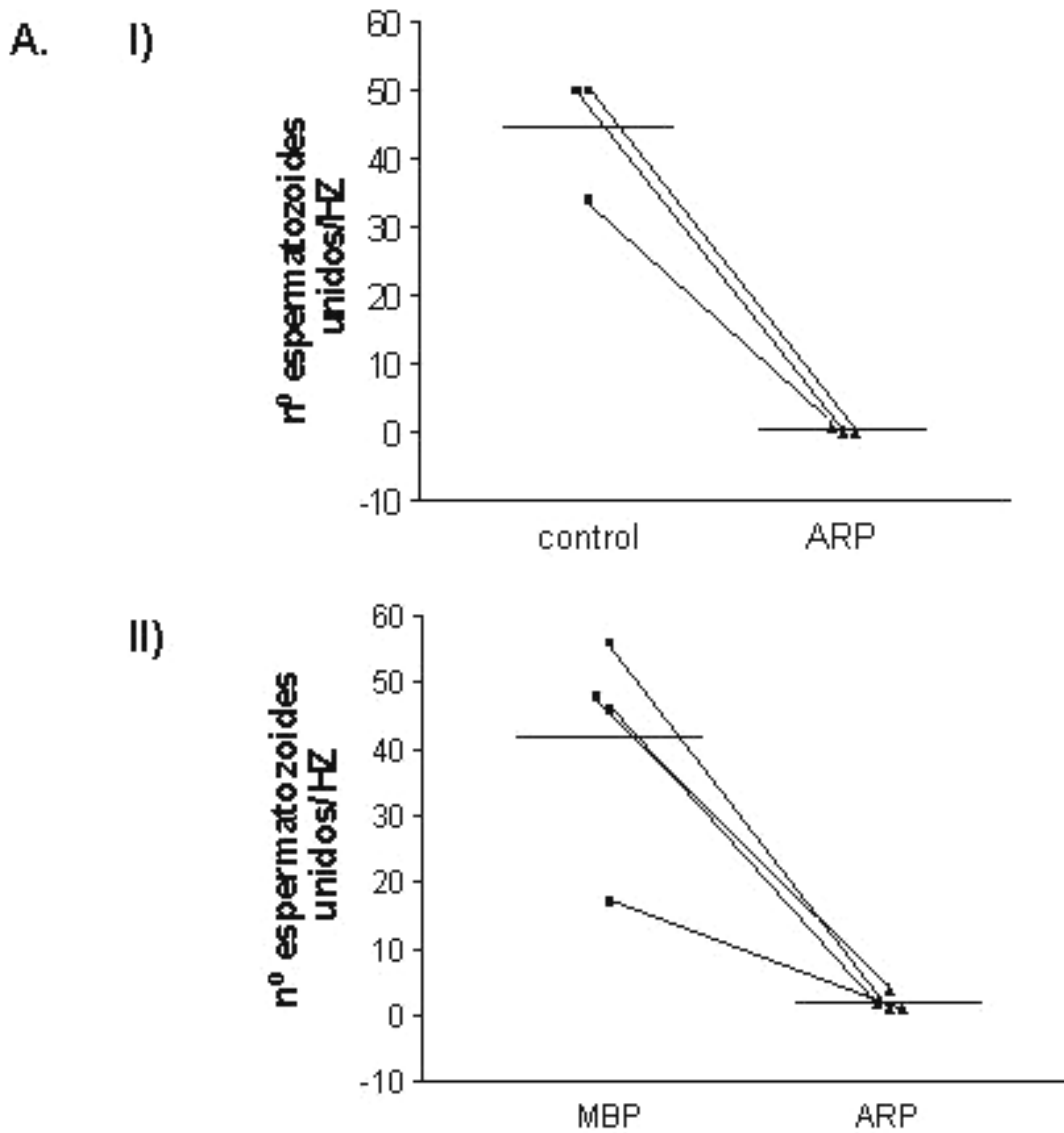 A. I)
nº espermatozoides
unidos/HZ
60
50
40
30
20
10
0
-10
control ARP
II)
nº espermatozoides
unidos/HZ
60
50
40
30
20
10
0
-10
MBP ARP